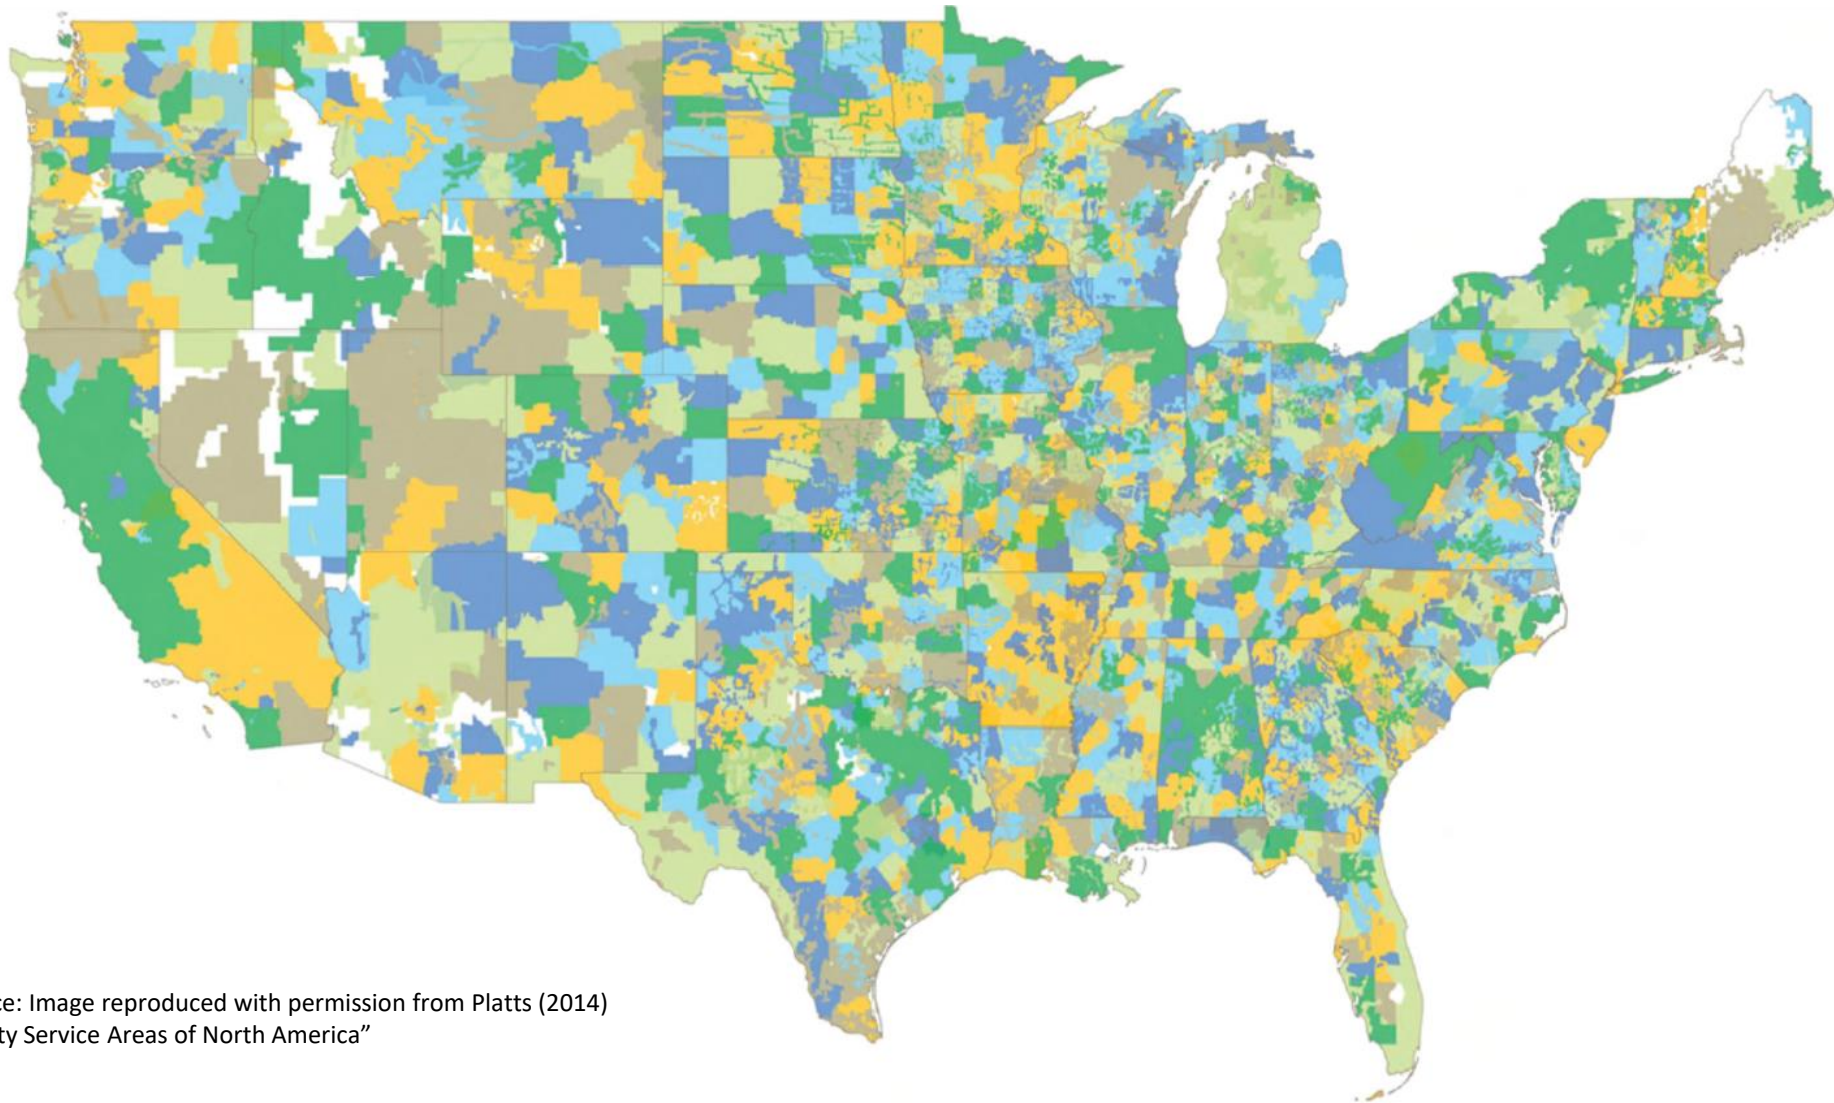 ce: Image reproduced with permission from Platts (2014)
ty Service Areas of North America”